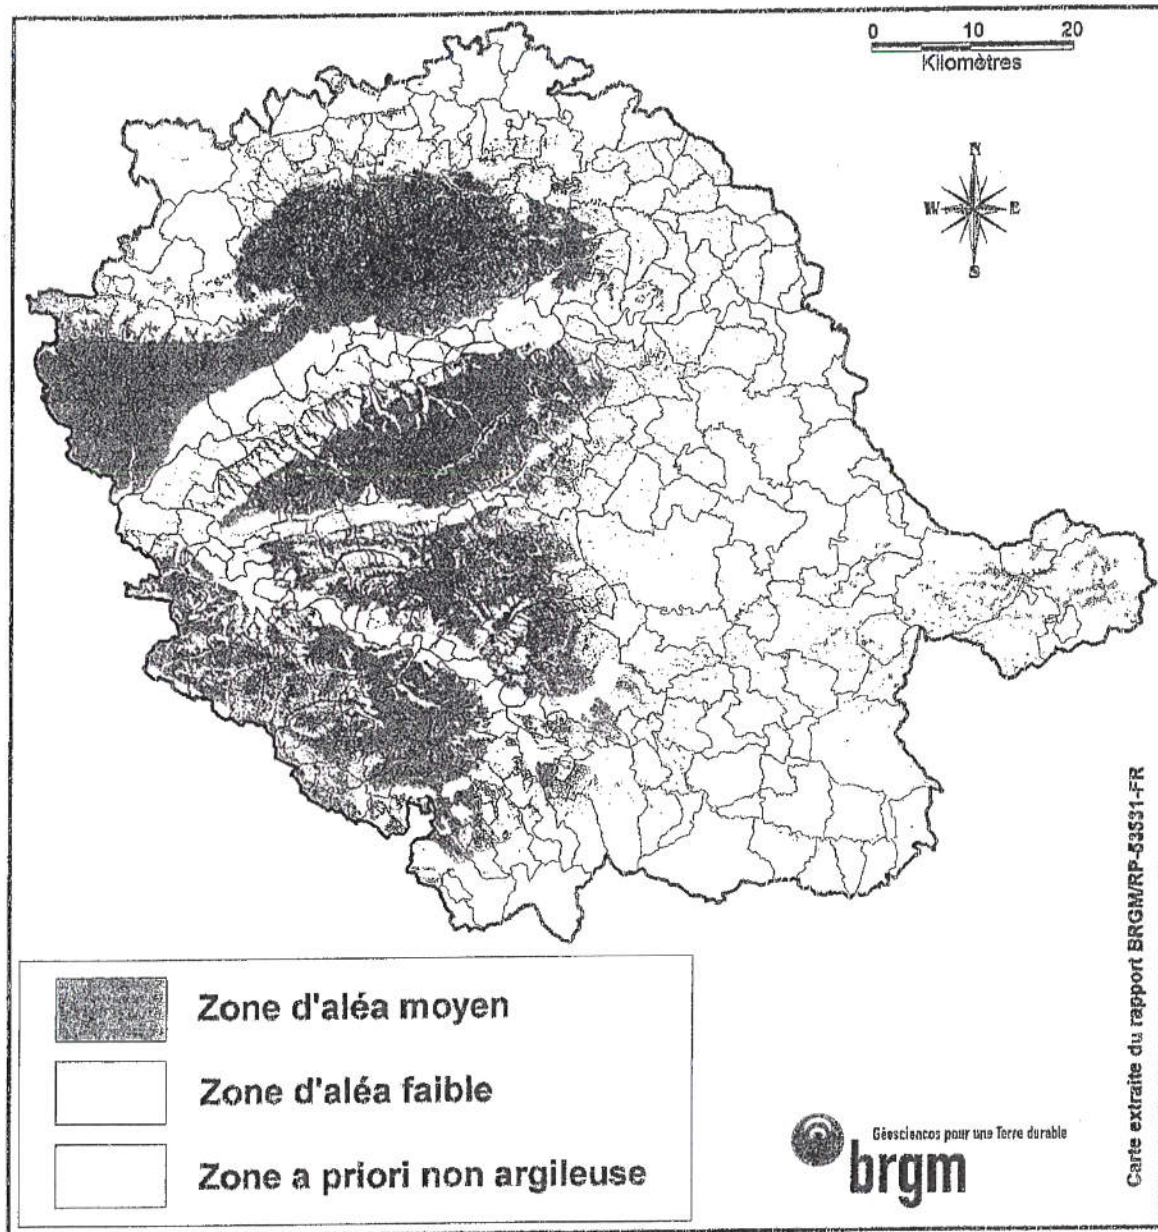 0 10 20
Kilomètres
N
W E
S
Zone d'aléa moyen
Zone d'aléa faible
Zone a priori non argileuse
Géosciences pour une Terre durable
brgm
Carte extraite du rapport BRGM/RP-53531-FR